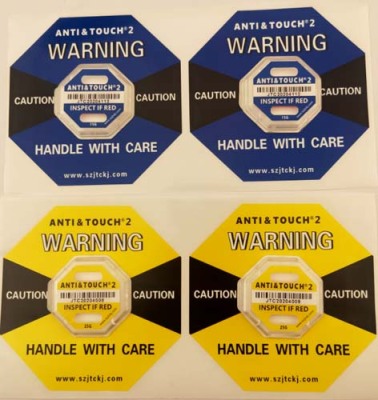 ANTI & TOUCH® 2
WARNING
CAUTION
ANTI & TOUCH® 2
INSPECT IF RED
CAUTION
HANDLE WITH CARE
www.szjtckj.com
ANTI & TOUCH® 2
WARNING
CAUTION
ANTI & TOUCH® 2
INSPECT IF RED
CAUTION
HANDLE WITH CARE
www.szjtckj.com
ANTI & TOUCH® 2
WARNING
CAUTION
ANTI & TOUCH® 2
INSPECT IF RED
25G
CAUTION
HANDLE WITH CARE
www.szjtckj.com
ANTI & TOUCH® 2
WARNING
CAUTION
ANTI & TOUCH® 2
INSPECT IF RED
25G
CAUTION
HANDLE WITH CARE
www.szjtckj.com